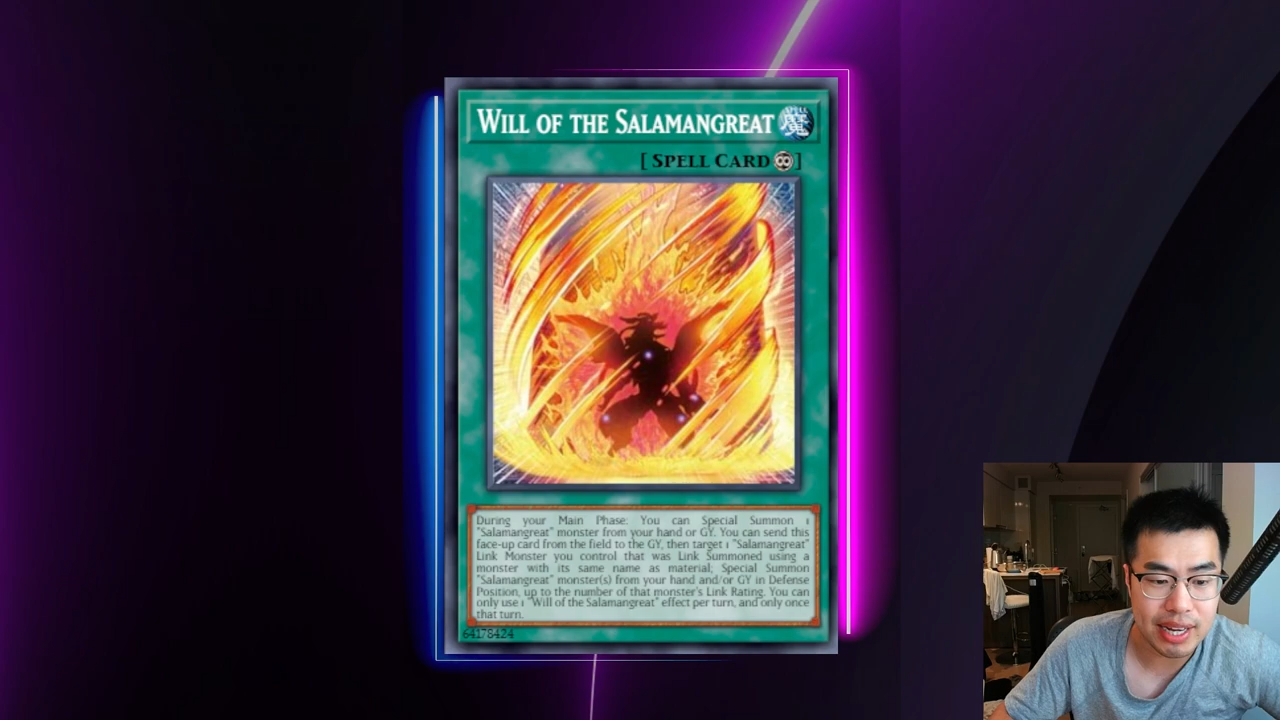 WILL OF THE SALAMANGREAT
SPELL
魔
[ SPELL CARD ]
During your Main Phase: You can Special Summon 1
"Salamangreat" monster from your hand or GY. You can send this
face-up card from the field to the GY, then target 1 "Salamangreat"
Link Monster you control that was Link Summoned using a
monster with its same name as material; Special Summon
"Salamangreat" monster(s) from your hand and/or GY in Defense
Position, up to the number of that monster's Link Rating. You can
only use 1 "Will of the Salamangreat" effect per turn, and only once
that turn.
64178424